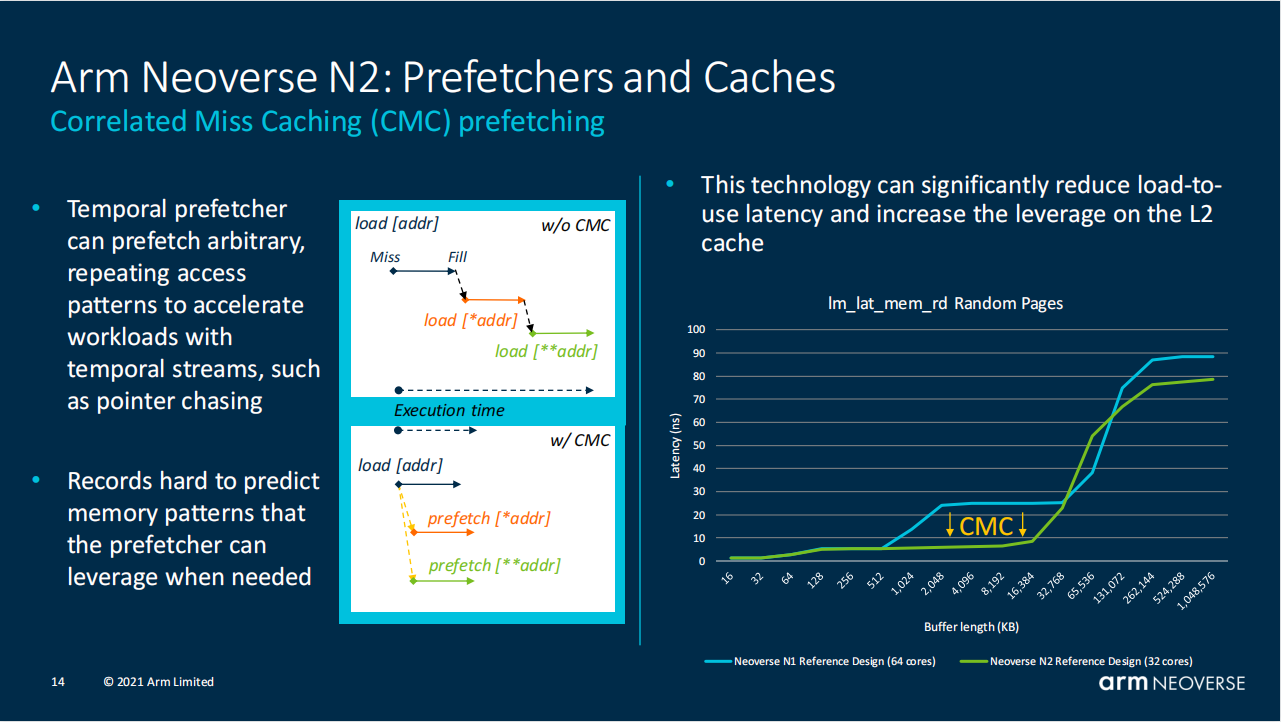 Arm Neoverse N2: Prefetchers and Caches
Correlated Miss Caching (CMC) prefetching
• Temporal prefetcher
can prefetch arbitrary,
repeating access
patterns to accelerate
workloads with
temporal streams, such
as pointer chasing
• Records hard to predict
memory patterns that
the prefetcher can
leverage when needed
load [addr]
w/o CMC
Miss
Fill
load [*addr]
load [**addr]
Execution time
w/ CMC
load [addr]
prefetch [*addr]
prefetch [**addr]
• This technology can significantly reduce load-to-
use latency and increase the leverage on the L2
cache
lm_lat_mem_rd Random Pages
Latency (ns)
100
90
80
70
60
50
40
30
20
10
0
CMC
16
32
64
128
256
512
1,024
2,048
4,096
8,192
16,384
32,768
65,536
131,072
262,144
524,288
1,048,576
Buffer length (KB)
Neoverse N1 Reference Design (64 cores)
Neoverse N2 Reference Design (32 cores)
14
© 2021 Arm Limited
arm NEOVERSE